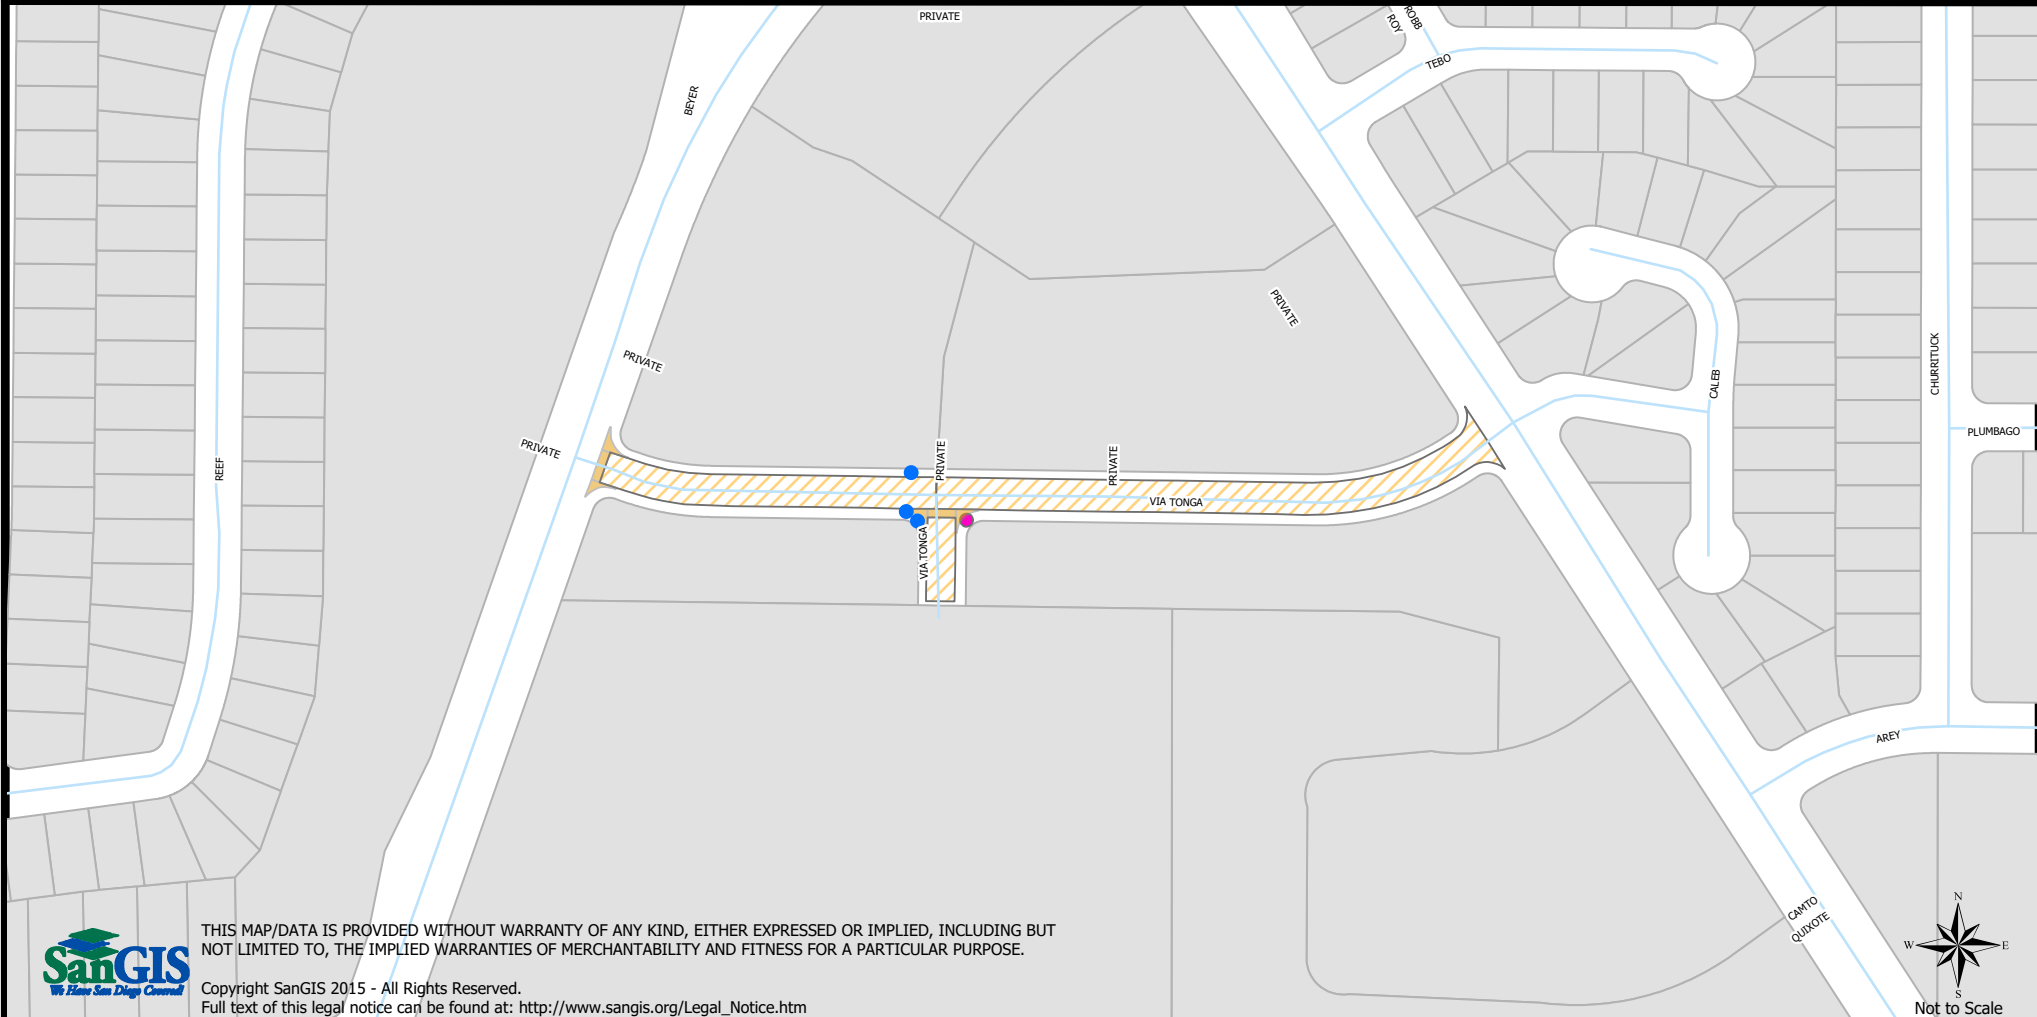 PRIVATE
ROBB
ROY
TEBO
BEYER
PRIVATE
PRIVATE
CHURRITUCK
CALEB
PLUMBAGO
PRIVATE
REEF
PRIVATE
PRIVATE
VIA TONGA
VIA TONGA
AREY
CAMTO
QUIXOTE
N
W
E
S
Not to Scale
SanGIS
We Have San Diego Covered!
THIS MAP/DATA IS PROVIDED WITHOUT WARRANTY OF ANY KIND, EITHER EXPRESSED OR IMPLIED, INCLUDING BUT
NOT LIMITED TO, THE IMPLIED WARRANTIES OF MERCHANTABILITY AND FITNESS FOR A PARTICULAR PURPOSE.
Copyright SanGIS 2015 - All Rights Reserved.
Full text of this legal notice can be found at: http://www.sangis.org/Legal_Notice.htm